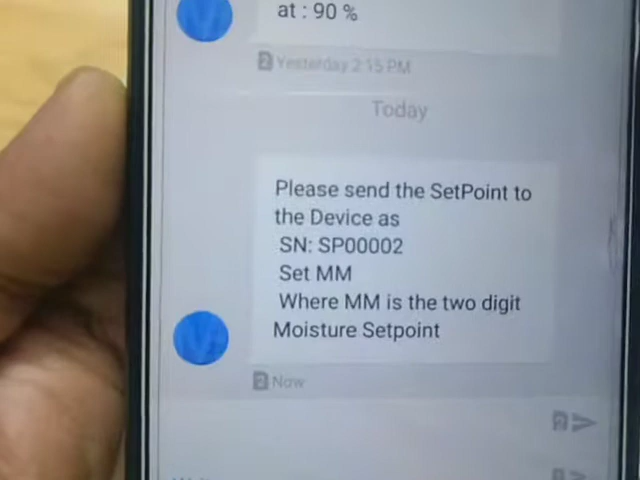 at : 90 %
Yesterday 2:15 PM
Today
Please send the SetPoint to
the Device as
SN: SP00002
Set MM
Where MM is the two digit
Moisture Setpoint
2 Now